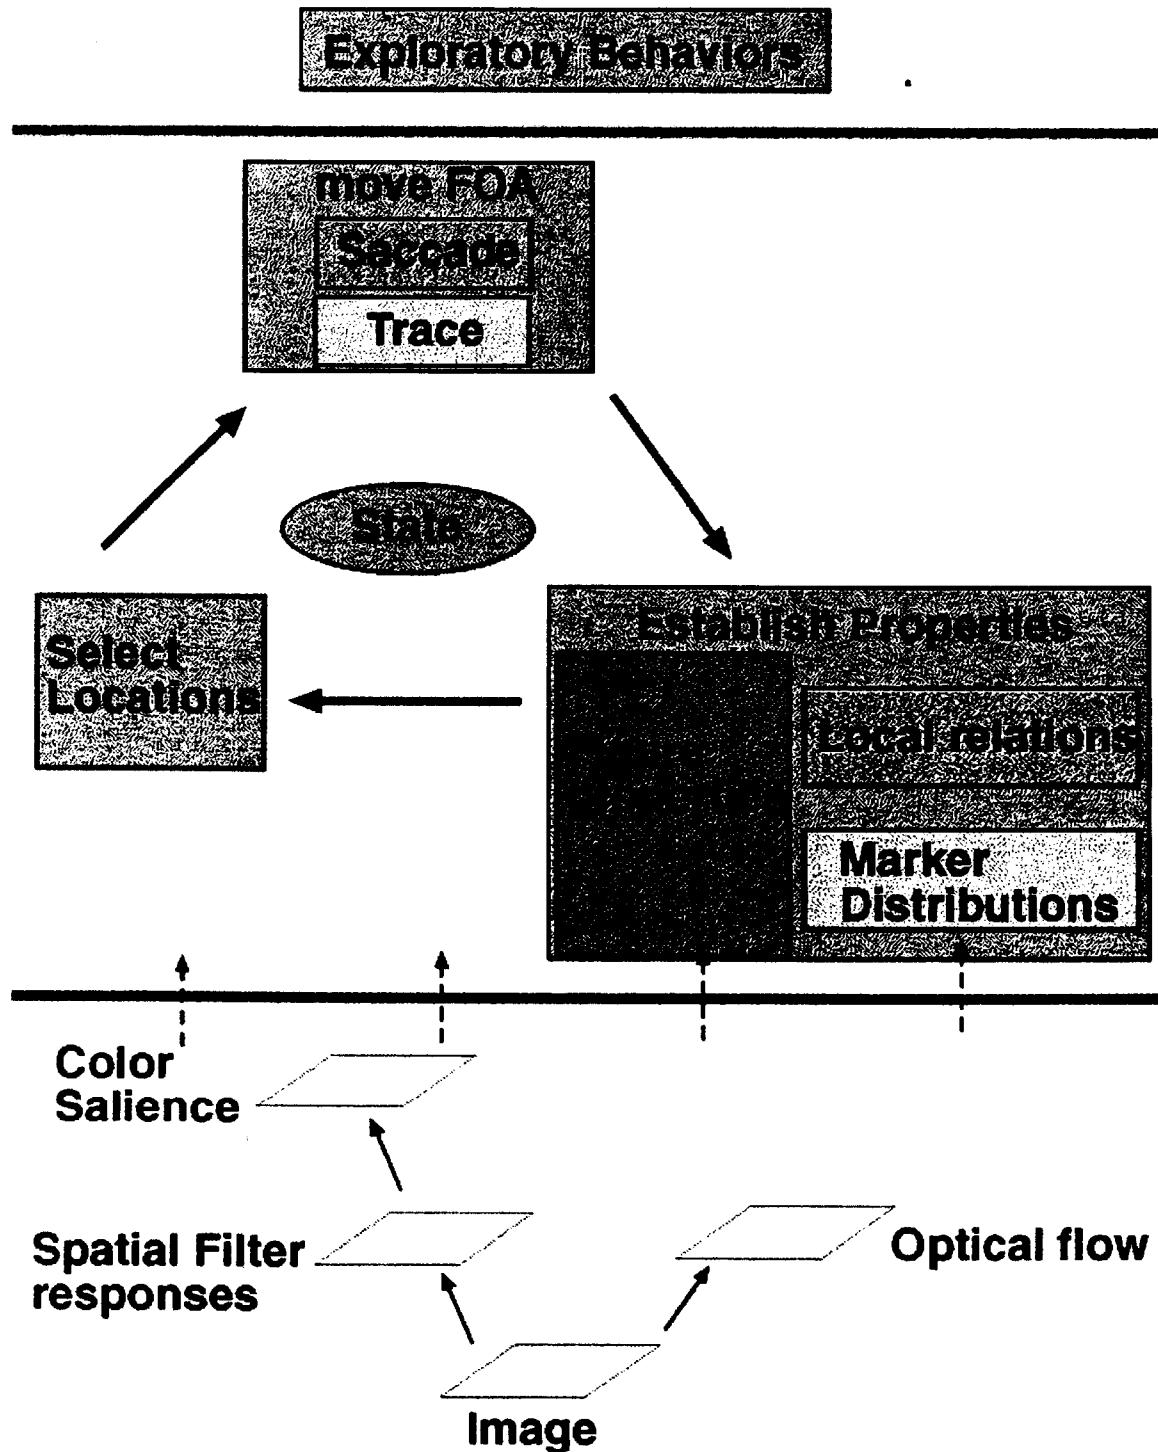 Exploratory Behaviors
move FOA
Saccade
Trace
State
Select
Locations
Establish Properties
Local relations
Marker
Distributions
Color
Salience
Spatial Filter
responses
Optical flow
Image